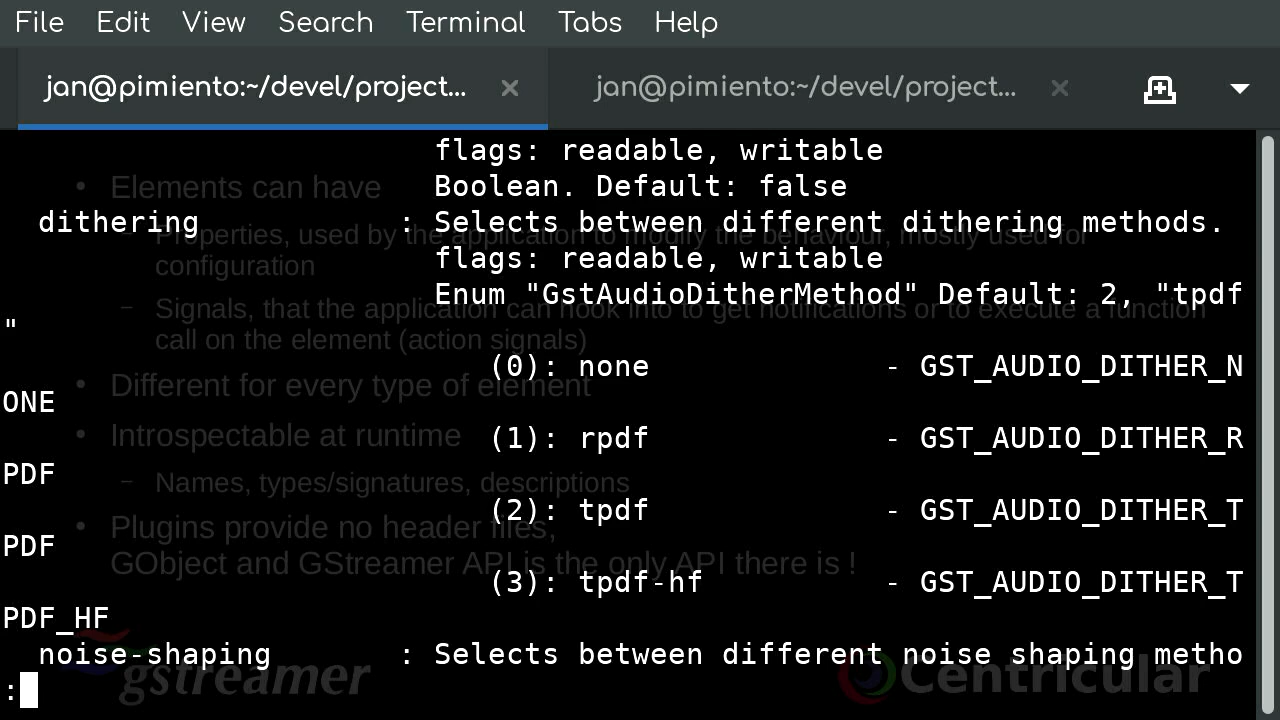 File Edit View Search Terminal Tabs Help
jan@pimiento:~/devel/project... jan@pimiento:~/devel/project...
flags: readable, writable
Boolean. Default: false
dithering : Selects between different dithering methods.
flags: readable, writable
Enum "GstAudioDitherMethod" Default: 2, "tpdf
"
(0): none - GST_AUDIO_DITHER_N
ONE
(1): rpdf - GST_AUDIO_DITHER_R
PDF
(2): tpdf - GST_AUDIO_DITHER_T
PDF
(3): tpdf-hf - GST_AUDIO_DITHER_T
PDF_HF
noise-shaping : Selects between different noise shaping metho
:
• Elements can have
– Properties, used by the application to modify the behaviour, mostly used for
configuration
– Signals, that the application can hook into to get notifications or to execute a function
call on the element (action signals)
• Different for every type of element
• Introspectable at runtime
– Names, types/signatures, descriptions
• Plugins provide no header files,
GObject and GStreamer API is the only API there is !
gstreamer Centricular